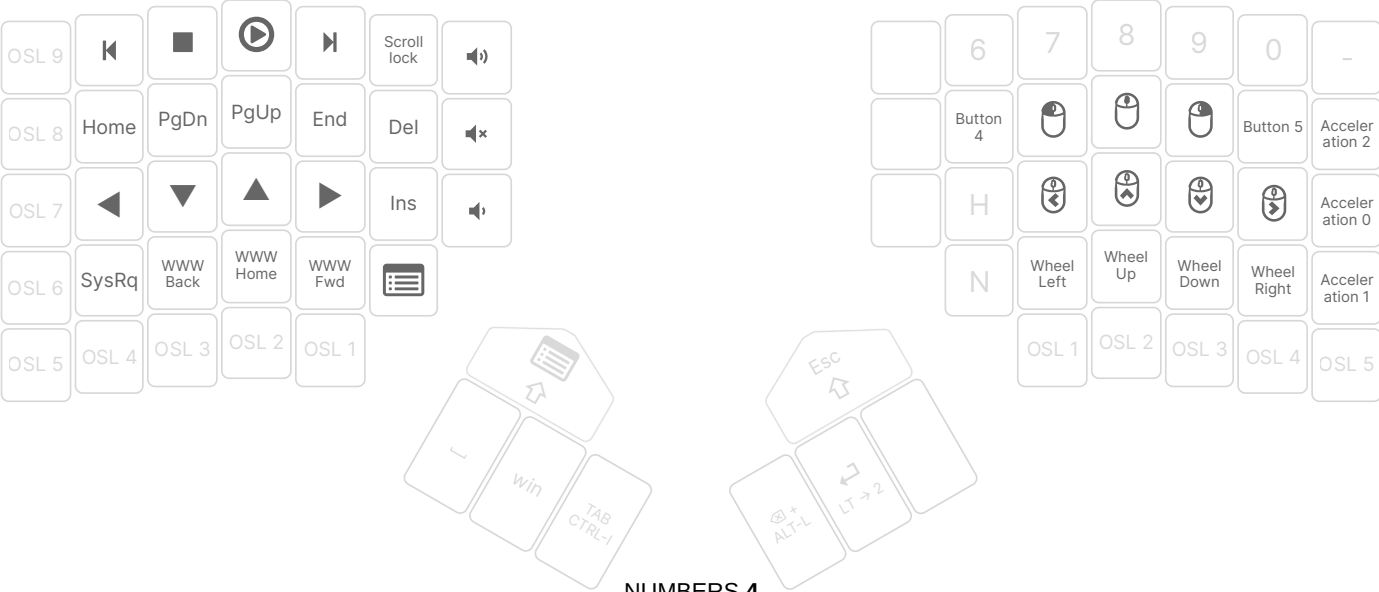 OSL 9
Scroll
lock
6
7
8
9
0
-
OSL 8
Home
PgDn
PgUp
End
Del
Button
4
Button 5
Acceler
ation 2
OSL 7
Ins
H
Acceler
ation 0
OSL 6
SysRq
WWW
Back
WWW
Home
WWW
Fwd
N
Wheel
Left
Wheel
Up
Wheel
Down
Wheel
Right
Acceler
ation 1
OSL 5
OSL 4
OSL 3
OSL 2
OSL 1
OSL 1
OSL 2
OSL 3
OSL 4
OSL 5
Esc
win
TAB
CTRL-I
+
ALT-L
LT → 2
NUMBERS 4